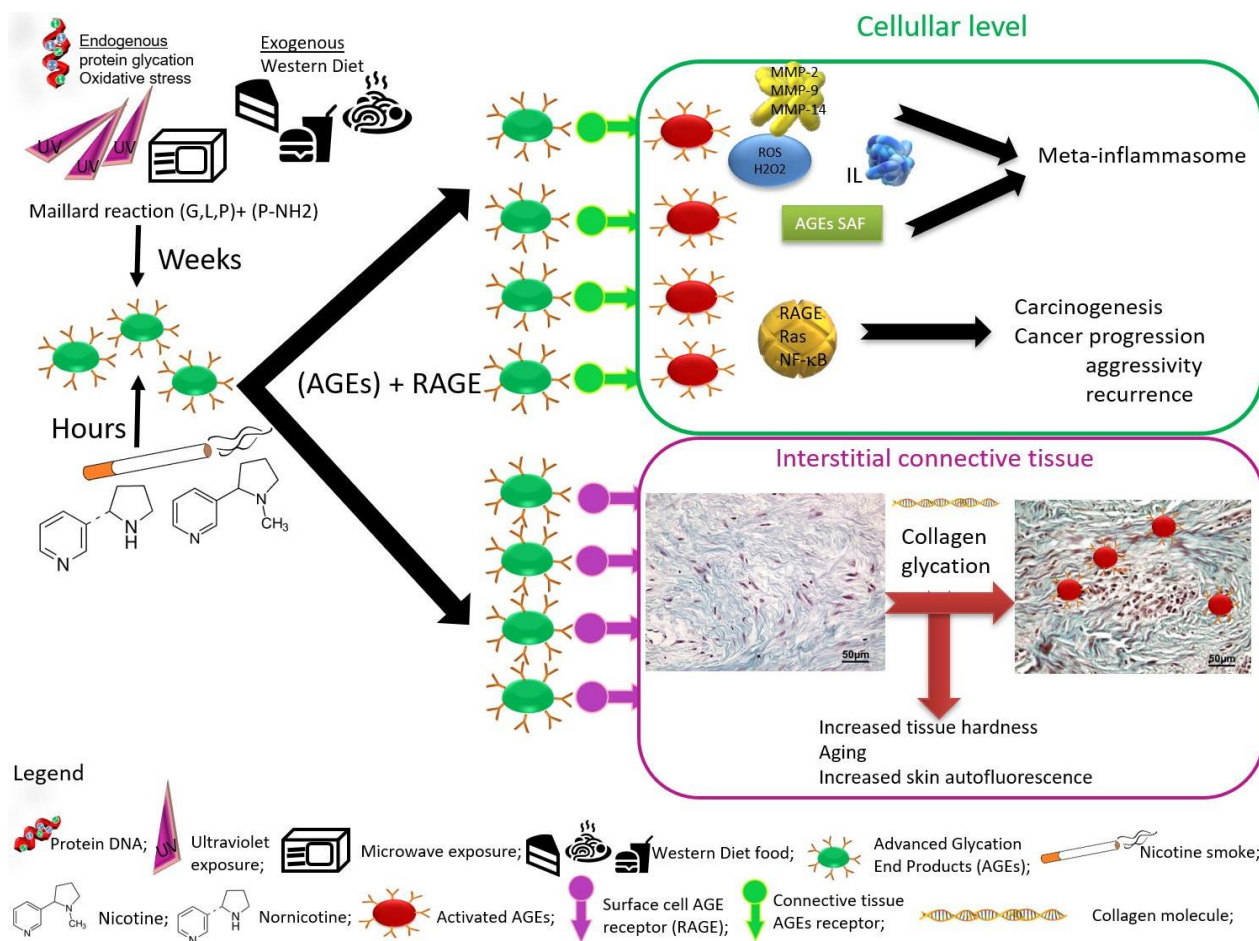 Endogenous
protein glycation
Oxidative stress
Exogenous
Western Diet
UV
UV
UV
Maillard reaction (G,L,P)+ (P-NH2)
Weeks
Hours
N
N
H
N
N
CH3
(AGEs) + RAGE
Cellullar level
MMP-2
MMP-9
MMP-14
ROS
H2O2
IL
AGEs SAF
Meta-inflammasome
RAGE
Ras
NF-κB
Carcinogenesis
Cancer progression
aggressivity
recurrence
Interstitial connective tissue
50µm
Collagen
glycation
50µm
Increased tissue hardness
Aging
Increased skin autofluorescence
Legend
Protein DNA;
UV
Ultraviolet
exposure;
Microwave exposure;
Western Diet food;
Advanced Glycation
End Products (AGEs);
Nicotine smoke;
N
N
CH3
Nicotine;
N
N
H
Nornicotine;
Activated AGEs;
Surface cell AGE
receptor (RAGE);
Connective tissue
AGEs receptor;
Collagen molecule;